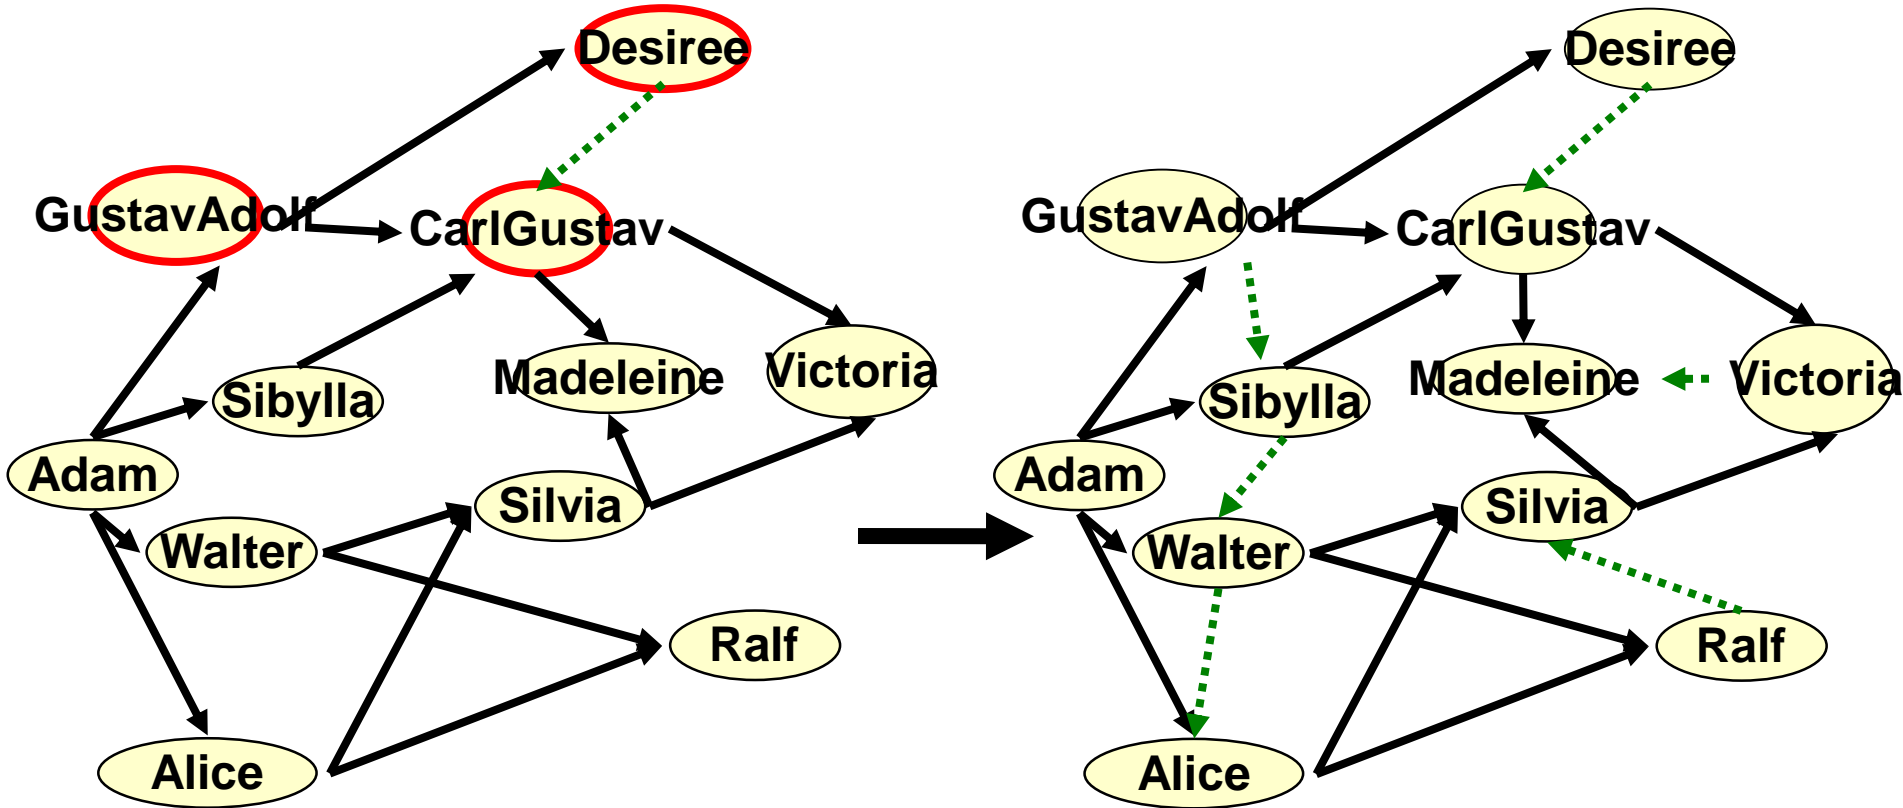 Desiree
GustavAdolf
CarlGustav
Sibylla
Madeleine
Victoria
Adam
Silvia
Walter
Ralf
Alice
Desiree
GustavAdolf
CarlGustav
Sibylla
Madeleine
Victoria
Adam
Silvia
Walter
Ralf
Alice